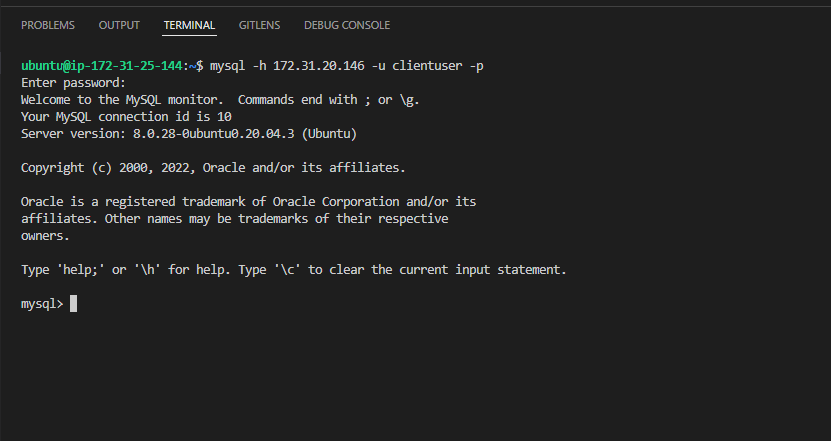 PROBLEMS OUTPUT TERMINAL GITLENS DEBUG CONSOLE
ubuntu@ip-172-31-25-144:~$ mysql -h 172.31.20.146 -u clientuser -p
Enter password:
Welcome to the MySQL monitor.  Commands end with ; or \g.
Your MySQL connection id is 10
Server version: 8.0.28-0ubuntu0.20.04.3 (Ubuntu)
Copyright (c) 2000, 2022, Oracle and/or its affiliates.
Oracle is a registered trademark of Oracle Corporation and/or its
affiliates. Other names may be trademarks of their respective
owners.
Type 'help;' or '\h' for help. Type '\c' to clear the current input statement.
mysql>